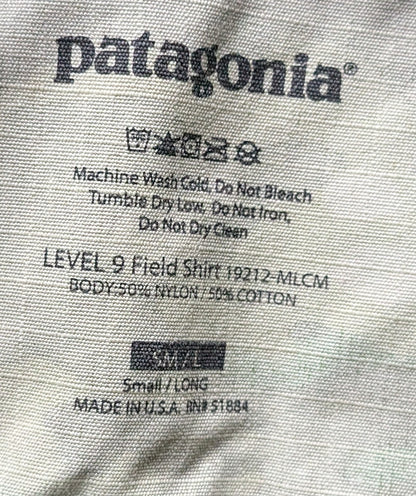 patagonia®
Machine Wash Cold, Do Not Bleach
Tumble Dry Low, Do Not Iron,
Do Not Dry Clean
LEVEL 9 Field Shirt 19212-MLCM
BODY:50% NYLON / 50% COTTON
SM/L
Small / LONG
MADE IN U.S.A. RN# 51884